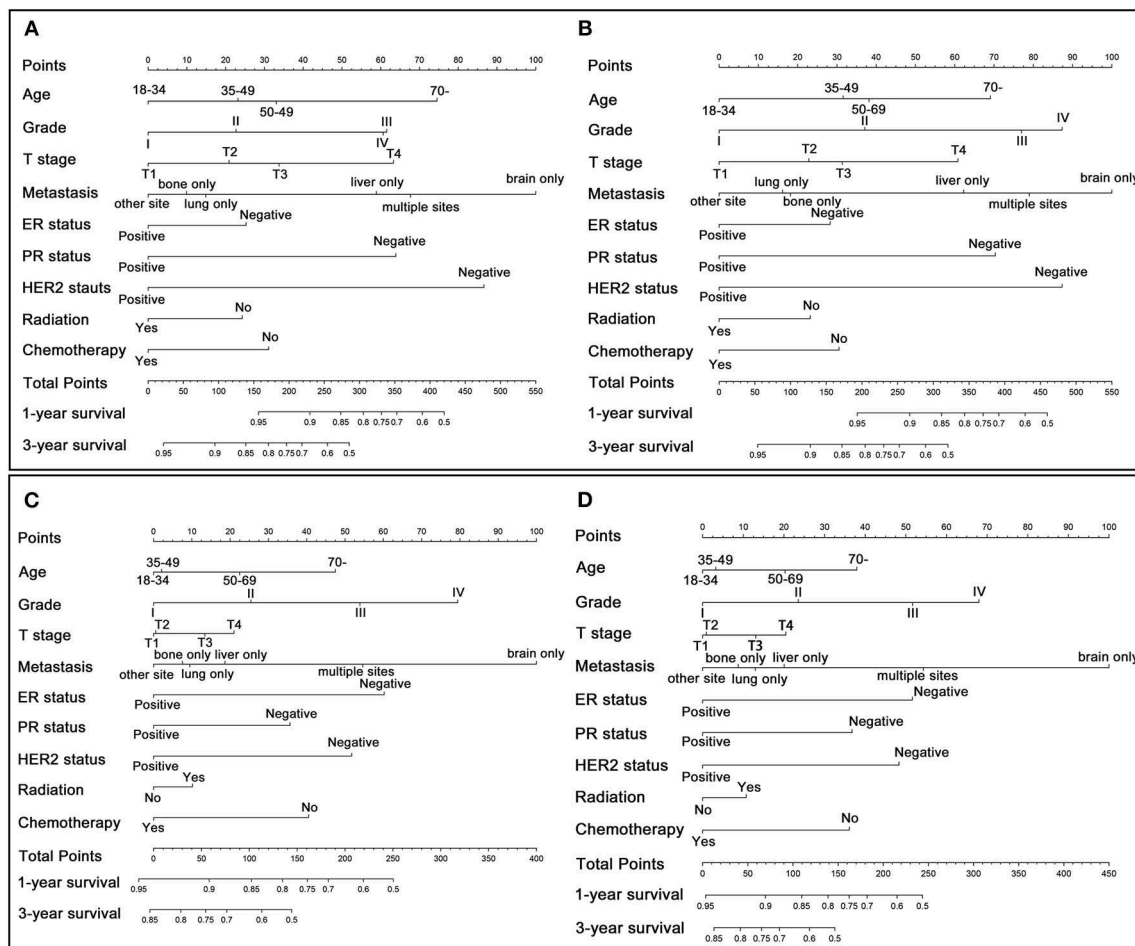 A
Points
0 20 40 60 80 100
Age
18-34 35-49 50-49 70-
Grade
I II III IV
T stage
T1 T2 T3 T4
Metastasis
other site bone only lung only liver only multiple sites brain only
ER status
Positive Negative
PR status
Positive Negative
HER2 stauts
Positive Negative
Radiation
Yes No
Chemotherapy
Yes No
Total Points
0 50 100 150 200 250 300 350 400 450 500 550
1-year survival
0.95 0.9 0.85 0.8 0.75 0.7 0.6 0.5
3-year survival
0.95 0.9 0.85 0.8 0.75 0.7 0.6 0.5
B
Points
0 20 40 60 80 100
Age
18-34 35-49 50-69 70-
Grade
I II III IV
T stage
T1 T2 T3 T4
Metastasis
other site lung only bone only liver only multiple sites brain only
ER status
Positive Negative
PR status
Positive Negative
HER2 status
Positive Negative
Radiation
Yes No
Chemotherapy
Yes No
Total Points
0 50 100 150 200 250 300 350 400 450 500 550
1-year survival
0.95 0.9 0.85 0.8 0.75 0.7 0.6 0.5
3-year survival
0.95 0.9 0.85 0.8 0.75 0.7 0.6 0.5
C
Points
0 10 20 30 40 50 60 70 80 90 100
Age
18-34 35-49 50-69 70-
Grade
I II III IV
T stage
T1 T2 T3 T4
Metastasis
other site bone only lung only liver only multiple sites brain only
ER status
Positive Negative
PR status
Positive Negative
HER2 status
Positive Negative
Radiation
No Yes
Chemotherapy
Yes No
Total Points
0 50 100 150 200 250 300 350 400
1-year survival
0.95 0.9 0.85 0.8 0.75 0.7 0.6 0.5
3-year survival
0.85 0.8 0.75 0.7 0.6 0.5
D
Points
0 10 20 30 40 50 60 70 80 90 100
Age
18-34 35-49 50-69 70-
Grade
I II III IV
T stage
T1 T2 T3 T4
Metastasis
other site bone only lung only liver only multiple sites brain only
ER status
Positive Negative
PR status
Positive Negative
HER2 status
Positive Negative
Radiation
No Yes
Chemotherapy
Yes No
Total Points
0 50 100 150 200 250 300 350 400 450
1-year survival
0.95 0.9 0.85 0.8 0.75 0.7 0.6 0.5
3-year survival
0.85 0.8 0.75 0.7 0.6 0.5